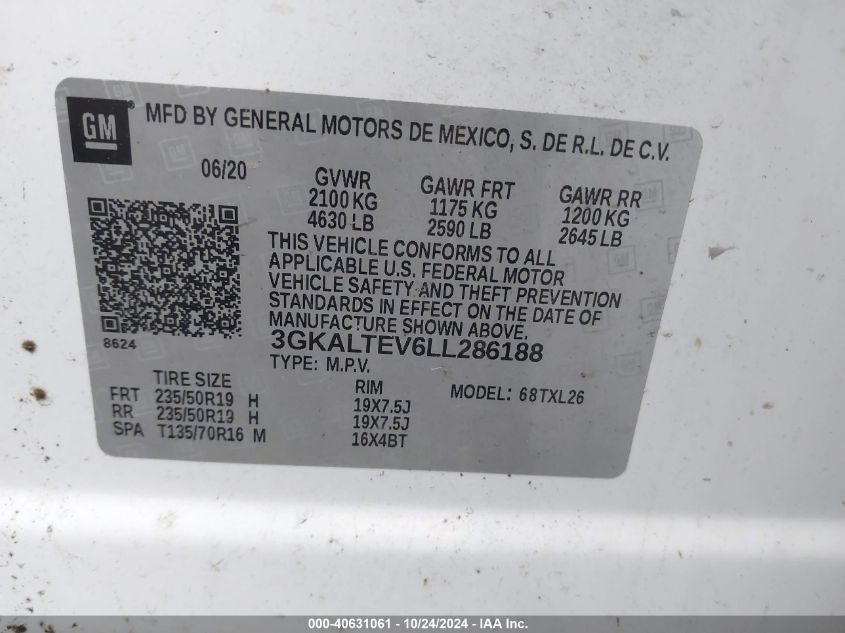 GM
MFD BY GENERAL MOTORS DE MEXICO, S. DE R.L. DE C.V.
06/20
GVWR GAWR FRT GAWR RR
2100 KG 1175 KG 1200 KG
4630 LB 2590 LB 2645 LB
THIS VEHICLE CONFORMS TO ALL
APPLICABLE U.S. FEDERAL MOTOR
VEHICLE SAFETY AND THEFT PREVENTION
STANDARDS IN EFFECT ON THE DATE OF
MANUFACTURE SHOWN ABOVE.
8624
3GKALTEV6LL286188
TYPE: M.P.V.
TIRE SIZE RIM MODEL: 68TXL26
FRT 235/50R19 H 19X7.5J
RR 235/50R19 H 19X7.5J
SPA T135/70R16 M 16X4BT
000-40631061 - 10/24/2024 - IAA Inc.